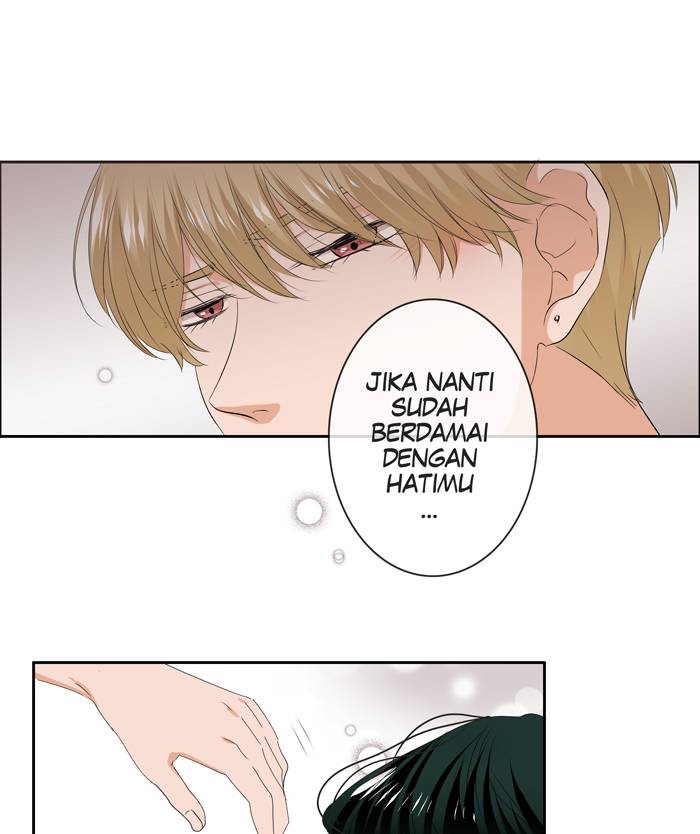 JIKA NANTI
SUDAH
BERDAMAI
DENGAN
HATIMU
...